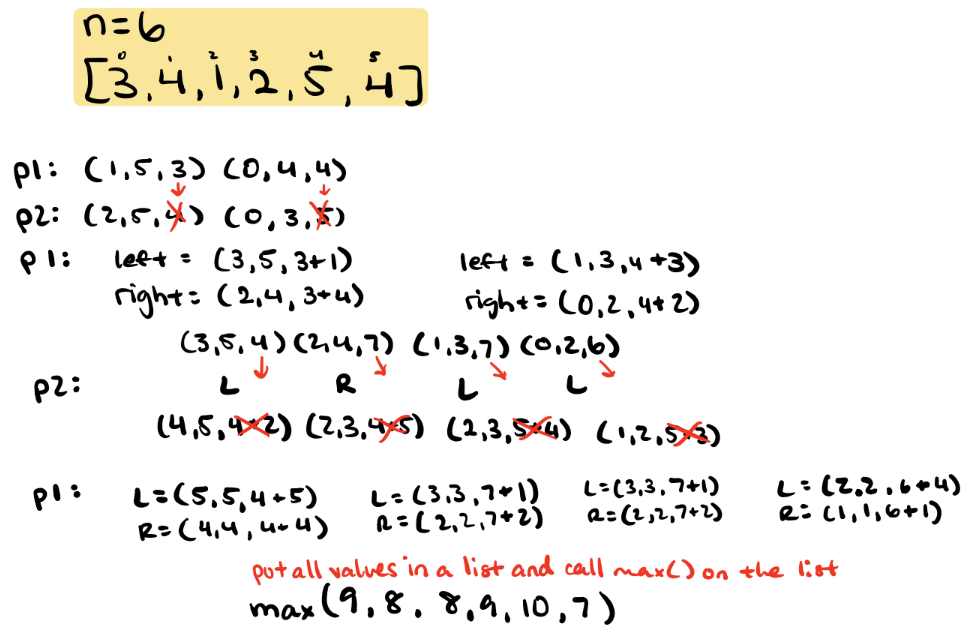 n=6
0 1 2 3 4 5
[3,4,1,2,5,4]
p1: (1,5,3) (0,4,4)
p2: (2,5,4) (0,3,5)
p1: left = (3,5,3+1) left = (1,3,4+3)
right= (2,4,3+4) right= (0,2,4+2)
(3,5,4) (2,4,7) (1,3,7) (0,2,6)
p2: L R L L
(4,5,4+2) (2,3,4+5) (2,3,5+4) (1,2,5+3)
p1: L=(5,5,4+5) L=(3,3,7+1) L=(3,3,7+1) L=(2,2,6+4)
R=(4,4,4+4) R=(2,2,7+2) R=(2,2,7+2) R=(1,1,6+1)
put all values in a list and call max() on the list
max(9,8,8,9,10,7)